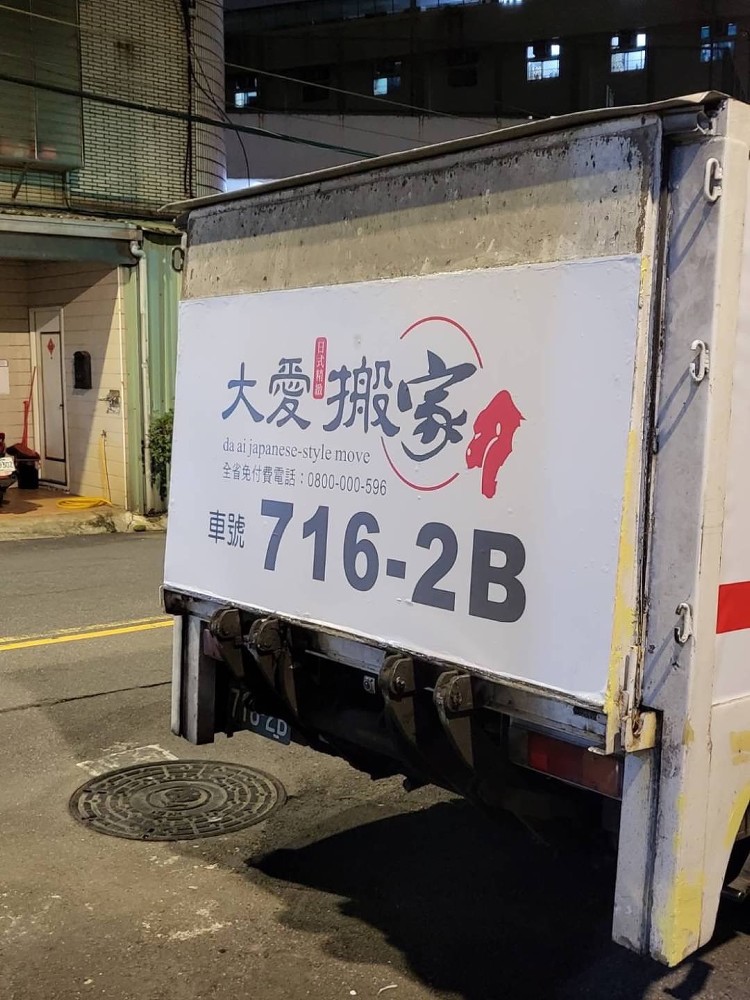 大愛 日式精緻 搬家
da ai japanese-style move
全省免付費電話：0800-000-596
車號 716-2B